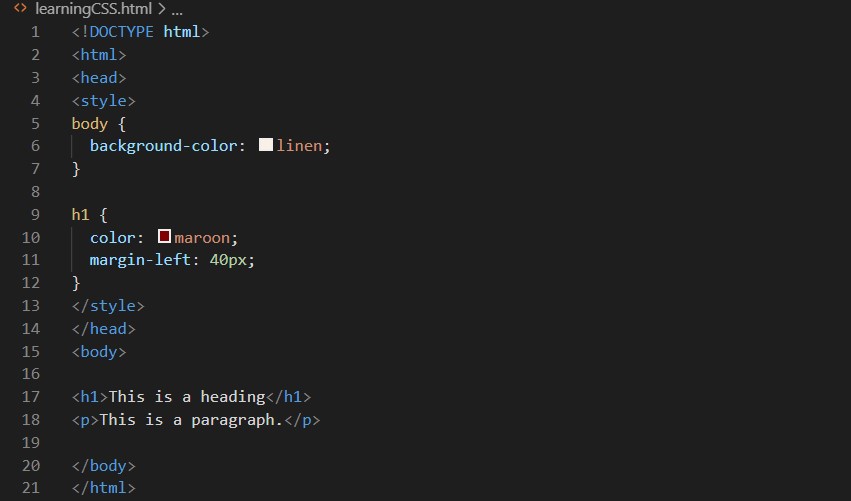 <> learningCSS.html > ...
1 <!DOCTYPE html>
2 <html>
3 <head>
4 <style>
5 body {
6   background-color: linen;
7 }
8
9 h1 {
10   color: maroon;
11   margin-left: 40px;
12 }
13 </style>
14 </head>
15 <body>
16
17 <h1>This is a heading</h1>
18 <p>This is a paragraph.</p>
19
20 </body>
21 </html>